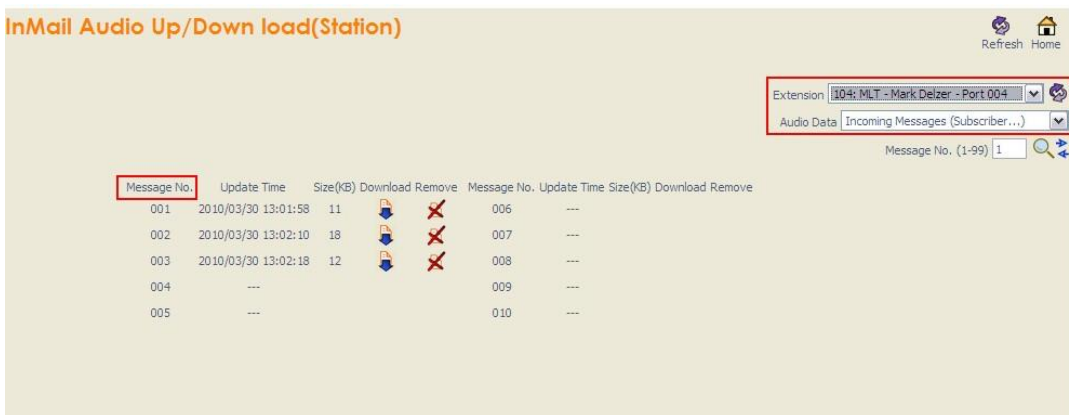 InMail Audio Up/Down load(Station)
Refresh Home
Extension 104: MLT - Mark Delzer - Port 004
Audio Data Incoming Messages (Subscriber...)
Message No. (1-99) 1
Message No. Update Time Size(KB) Download Remove Message No. Update Time Size(KB) Download Remove
001 2010/03/30 13:01:58 11 006 ---
002 2010/03/30 13:02:10 18 007 ---
003 2010/03/30 13:02:18 12 008 ---
004 --- 009 ---
005 --- 010 ---